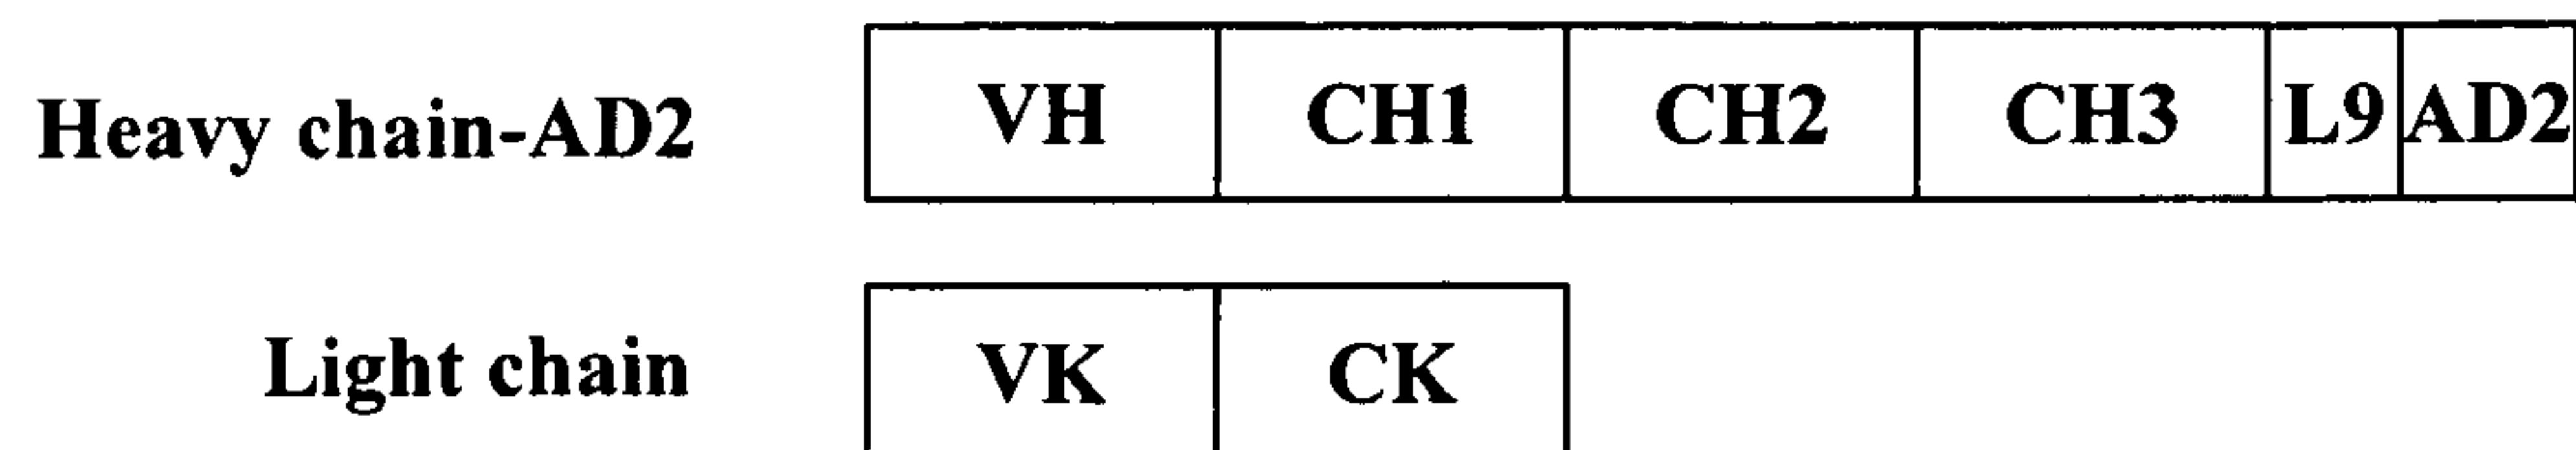 Heavy chain-AD2 VH CH1 CH2 CH3 L9 AD2
Light chain VK CK